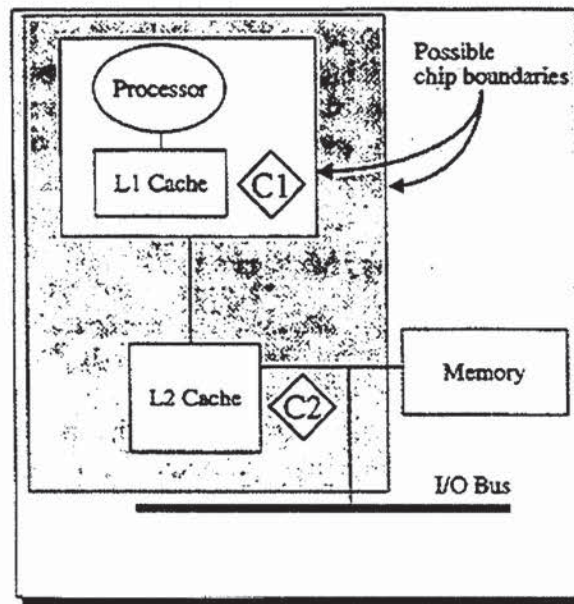 Possible
chip boundaries
Processor
L1 Cache
C1
L2 Cache
C2
Memory
I/O Bus